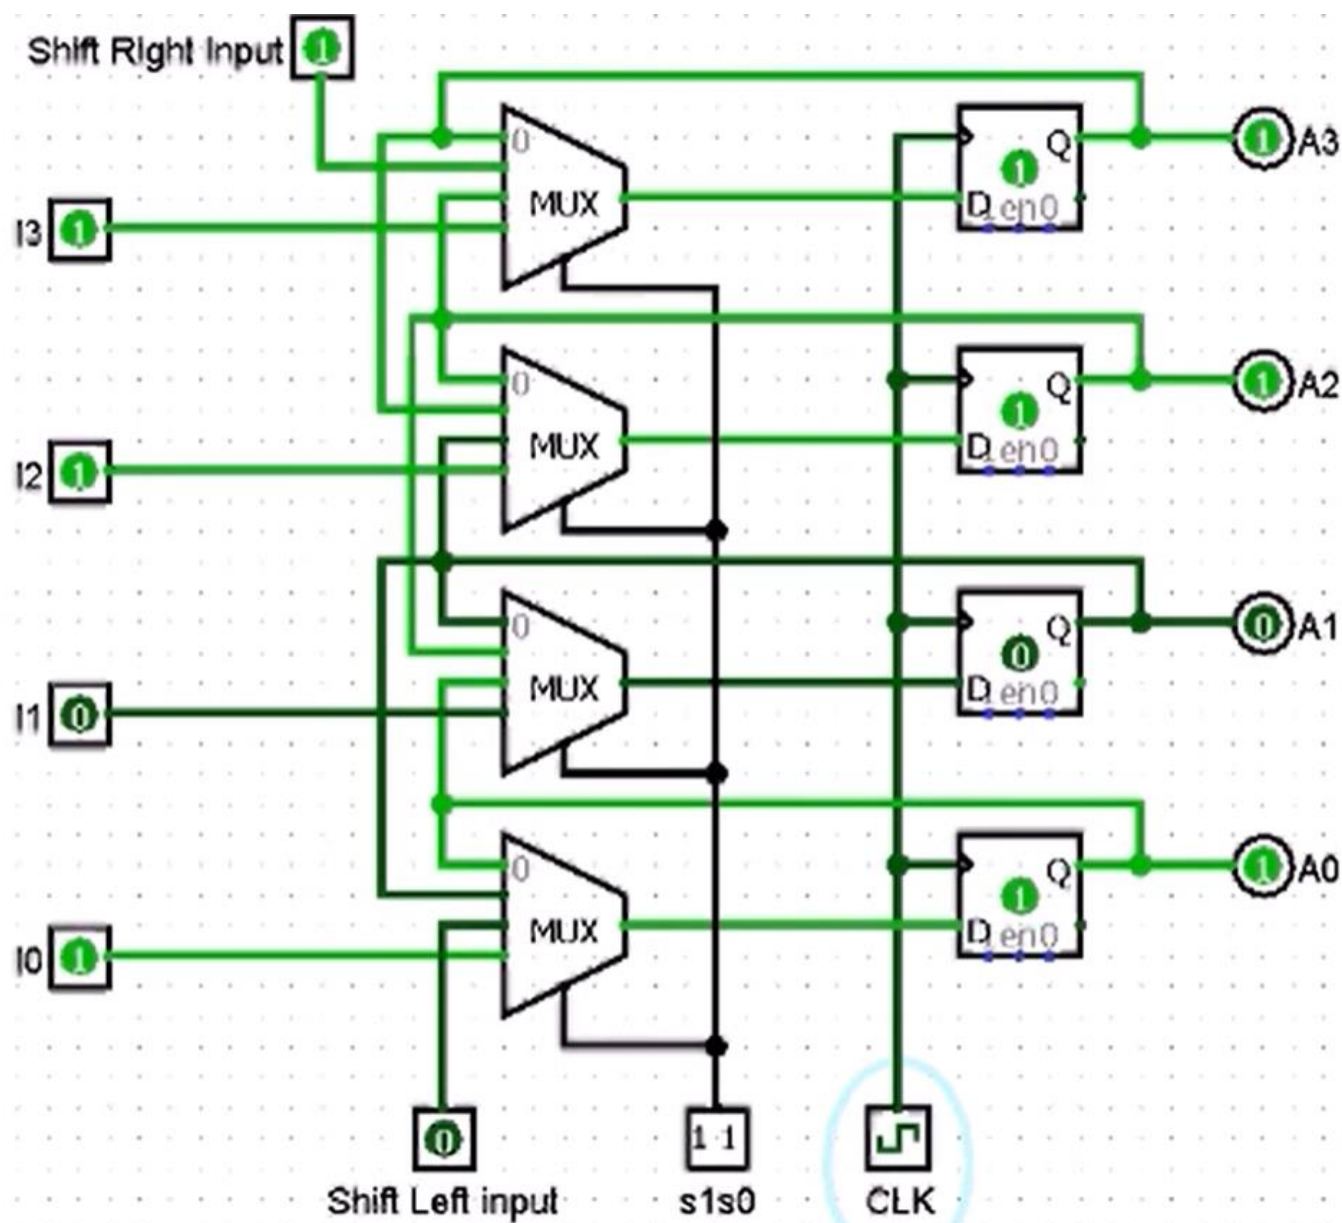 Shift Right Input 1
0
Q
1
1 A3
MUX
D en0
I3 1
0
Q
1
1 A2
MUX
D en0
I2 1
0
Q
0
0 A1
MUX
D en0
I1 0
0
Q
1
1 A0
MUX
D en0
I0 1
0
1 1
Shift Left input
s1s0
CLK